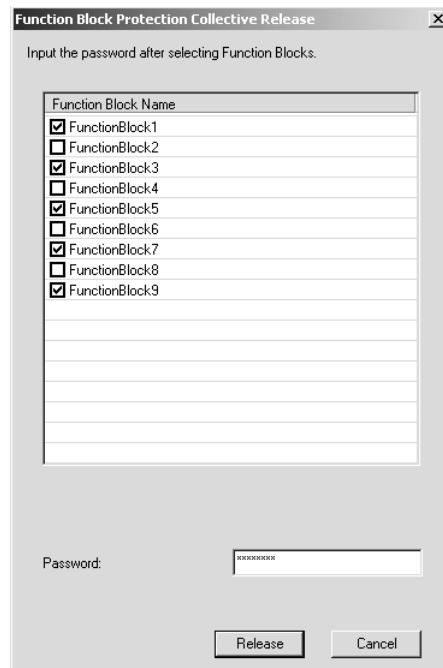 Function Block Protection Collective Release
Input the password after selecting Function Blocks.
Function Block Name
FunctionBlock1
FunctionBlock2
FunctionBlock3
FunctionBlock4
FunctionBlock5
FunctionBlock6
FunctionBlock7
FunctionBlock8
FunctionBlock9
Password: ********
Release Cancel